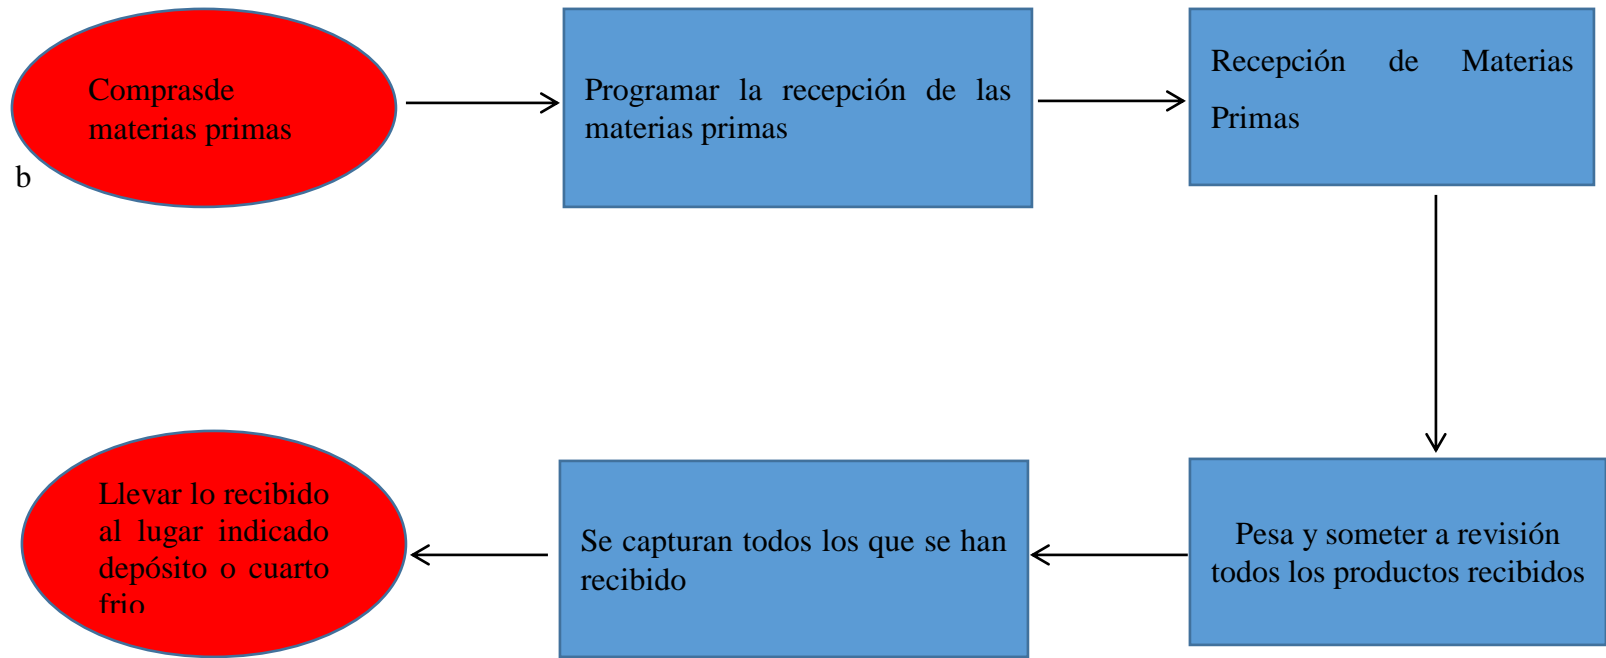 Comprasde
materias primas
b
Programar la recepción de las
materias primas
Recepción de Materias
Primas
Pesa y someter a revisión
todos los productos recibidos
Se capturan todos los que se han
recibido
Llevar lo recibido
al lugar indicado
depósito o cuarto
frio